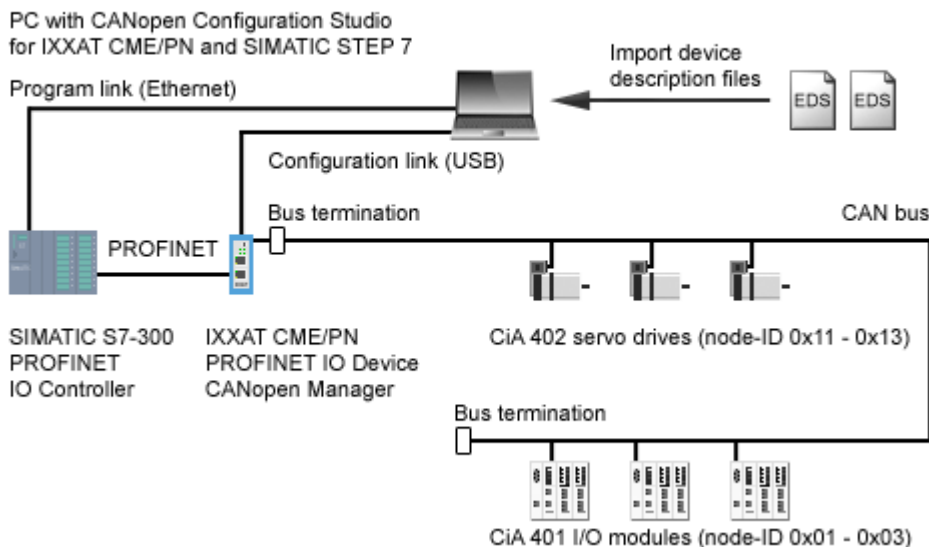 PC with CANopen Configuration Studio
for IXXAT CME/PN and SIMATIC STEP 7
Import device
description files
EDS
EDS
Program link (Ethernet)
Configuration link (USB)
Bus termination
CAN bus
PROFINET
SIMATIC S7-300
PROFINET
IO Controller
IXXAT CME/PN
PROFINET IO Device
CANopen Manager
CiA 402 servo drives (node-ID 0x11 - 0x13)
Bus termination
CiA 401 I/O modules (node-ID 0x01 - 0x03)